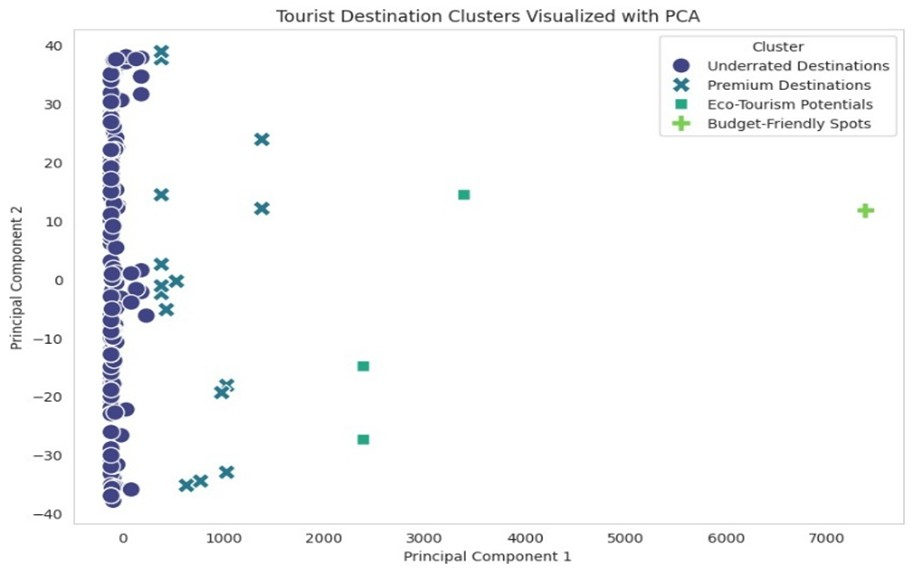 Tourist Destination Clusters Visualized with PCA
Cluster
Underrated Destinations
Premium Destinations
Eco-Tourism Potentials
Budget-Friendly Spots
Principal Component 2
40
30
20
10
0
−10
−20
−30
−40
0 1000 2000 3000 4000 5000 6000 7000
Principal Component 1